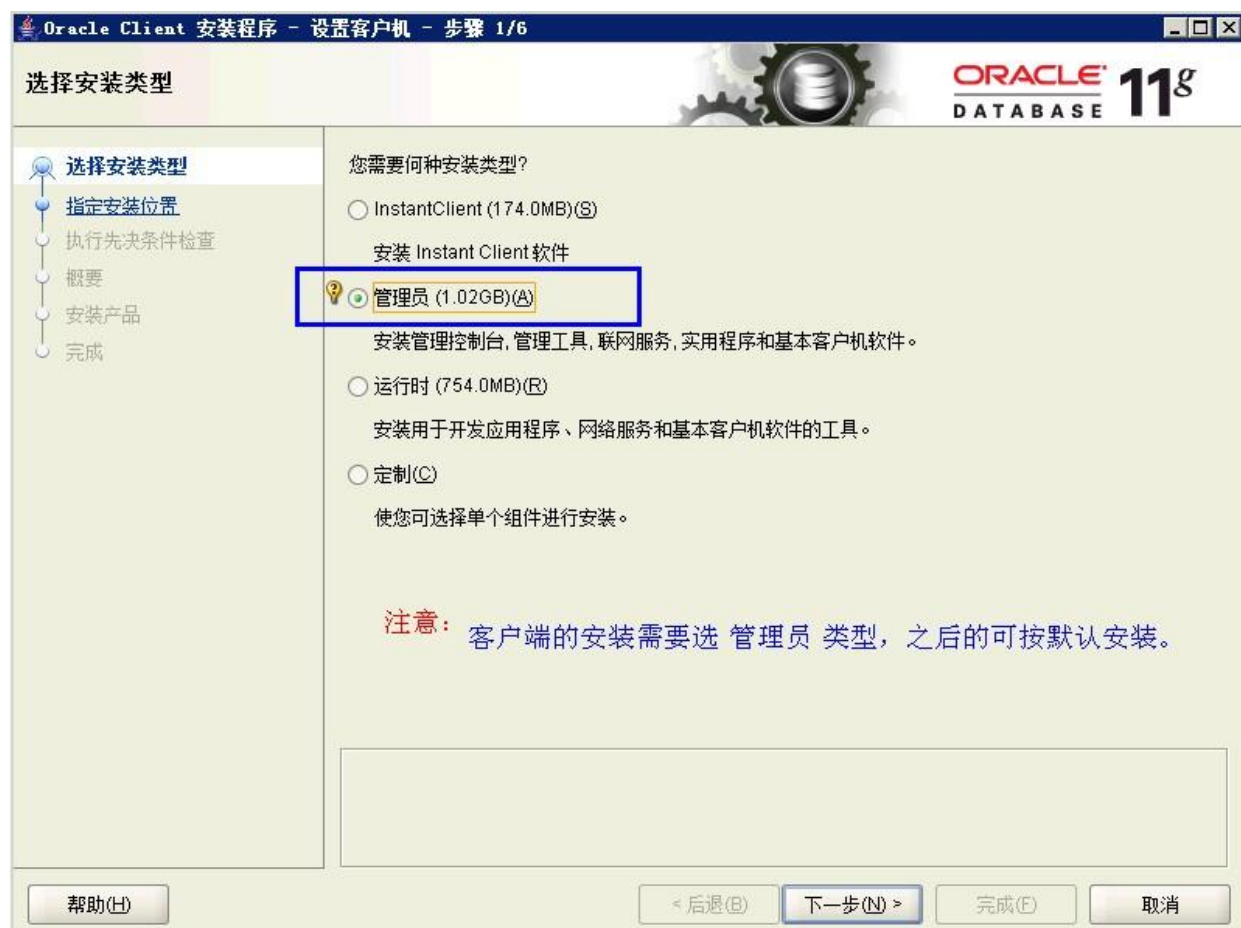 Oracle Client 安装程序 - 设置客户机 - 步骤 1/6
选择安装类型
ORACLE
DATABASE
11g
选择安装类型
指定安装位置
执行先决条件检查
概要
安装产品
完成
您需要何种安装类型?
InstantClient (174.0MB)(S)
安装 Instant Client 软件
管理员 (1.02GB)(A)
安装管理控制台, 管理工具, 联网服务, 实用程序和基本客户机软件。
运行时 (754.0MB)(R)
安装用于开发应用程序、网络服务和基本客户机软件的工具。
定制(C)
使您可选择单个组件进行安装。
注意:
客户端的安装需要选 管理员 类型，之后的可按默认安装。
帮助(H)
< 后退(B)
下一步(N) >
完成(F)
取消